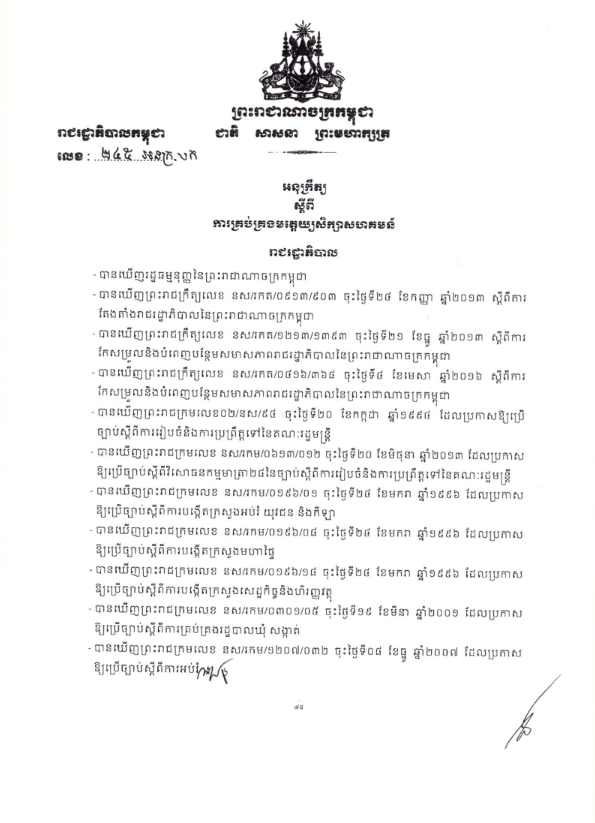 ព្រះរាជាណាចក្រកម្ពុជា
រាជរដ្ឋាភិបាលកម្ពុជា ជាតិ សាសនា ព្រះមហាក្សត្រ
លេខ : ២៤៥ អនក្រ.បក
អនុក្រឹត្យ
ស្តីពី
ការគ្រប់គ្រងមត្តេយ្យសិក្សាសហគមន៍
រាជរដ្ឋាភិបាល
- បានឃើញរដ្ឋធម្មនុញ្ញនៃព្រះរាជាណាចក្រកម្ពុជា
- បានឃើញព្រះរាជក្រឹត្យលេខ នស/រកត/០៩១៣/៩០៣ ចុះថ្ងៃទី២៤ ខែកញ្ញា ឆ្នាំ២០១៣ ស្តីពីការ
តែងតាំងរាជរដ្ឋាភិបាលនៃព្រះរាជាណាចក្រកម្ពុជា
- បានឃើញព្រះរាជក្រឹត្យលេខ នស/រកត/១២១៣/១៣៩៣ ចុះថ្ងៃទី២១ ខែធ្នូ ឆ្នាំ២០១៣ ស្តីពីការ
កែសម្រួលនិងបំពេញបន្ថែមសមាសភាពរាជរដ្ឋាភិបាលនៃព្រះរាជាណាចក្រកម្ពុជា
- បានឃើញព្រះរាជក្រឹត្យលេខ នស/រកត/០៤១៦/៣៦៨ ចុះថ្ងៃទី៤ ខែមេសា ឆ្នាំ២០១៦ ស្តីពីការ
កែសម្រួលនិងបំពេញបន្ថែមសមាសភាពរាជរដ្ឋាភិបាលនៃព្រះរាជាណាចក្រកម្ពុជា
- បានឃើញព្រះរាជក្រមលេខ០២/នស/៩៤ ចុះថ្ងៃទី២០ ខែកក្កដា ឆ្នាំ១៩៩៤ ដែលប្រកាសឱ្យប្រើ
ច្បាប់ស្តីពីការរៀបចំនិងការប្រព្រឹត្តទៅនៃគណៈរដ្ឋមន្ត្រី
- បានឃើញព្រះរាជក្រមលេខ នស/រកម/០៦១៣/០១២ ចុះថ្ងៃទី២០ ខែមិថុនា ឆ្នាំ២០១៣ ដែលប្រកាស
ឱ្យប្រើច្បាប់ស្តីពីវិសោធនកម្មមាត្រា២៨នៃច្បាប់ស្តីពីការរៀបចំនិងការប្រព្រឹត្តទៅនៃគណៈរដ្ឋមន្ត្រី
- បានឃើញព្រះរាជក្រមលេខ នស/រកម/០១៩៦/០១ ចុះថ្ងៃទី២៤ ខែមករា ឆ្នាំ១៩៩៦ ដែលប្រកាស
ឱ្យប្រើច្បាប់ស្តីពីការបង្កើតក្រសួងអប់រំ យុវជន និងកីឡា
- បានឃើញព្រះរាជក្រមលេខ នស/រកម/០១៩៦/០៨ ចុះថ្ងៃទី២៤ ខែមករា ឆ្នាំ១៩៩៦ ដែលប្រកាស
ឱ្យប្រើច្បាប់ស្តីពីការបង្កើតក្រសួងមហាផ្ទៃ
- បានឃើញព្រះរាជក្រមលេខ នស/រកម/០១៩៦/១៨ ចុះថ្ងៃទី២៤ ខែមករា ឆ្នាំ១៩៩៦ ដែលប្រកាស
ឱ្យប្រើច្បាប់ស្តីពីការបង្កើតក្រសួងសេដ្ឋកិច្ចនិងហិរញ្ញវត្ថុ
- បានឃើញព្រះរាជក្រមលេខ នស/រកម/០៣០១/០៥ ចុះថ្ងៃទី១៩ ខែមីនា ឆ្នាំ២០០១ ដែលប្រកាស
ឱ្យប្រើច្បាប់ស្តីពីការគ្រប់គ្រងរដ្ឋបាលឃុំ សង្កាត់
- បានឃើញព្រះរាជក្រមលេខ នស/រកម/១២០៧/០៣២ ចុះថ្ងៃទី០៨ ខែធ្នូ ឆ្នាំ២០០៧ ដែលប្រកាស
ឱ្យប្រើច្បាប់ស្តីពីការអប់រំ